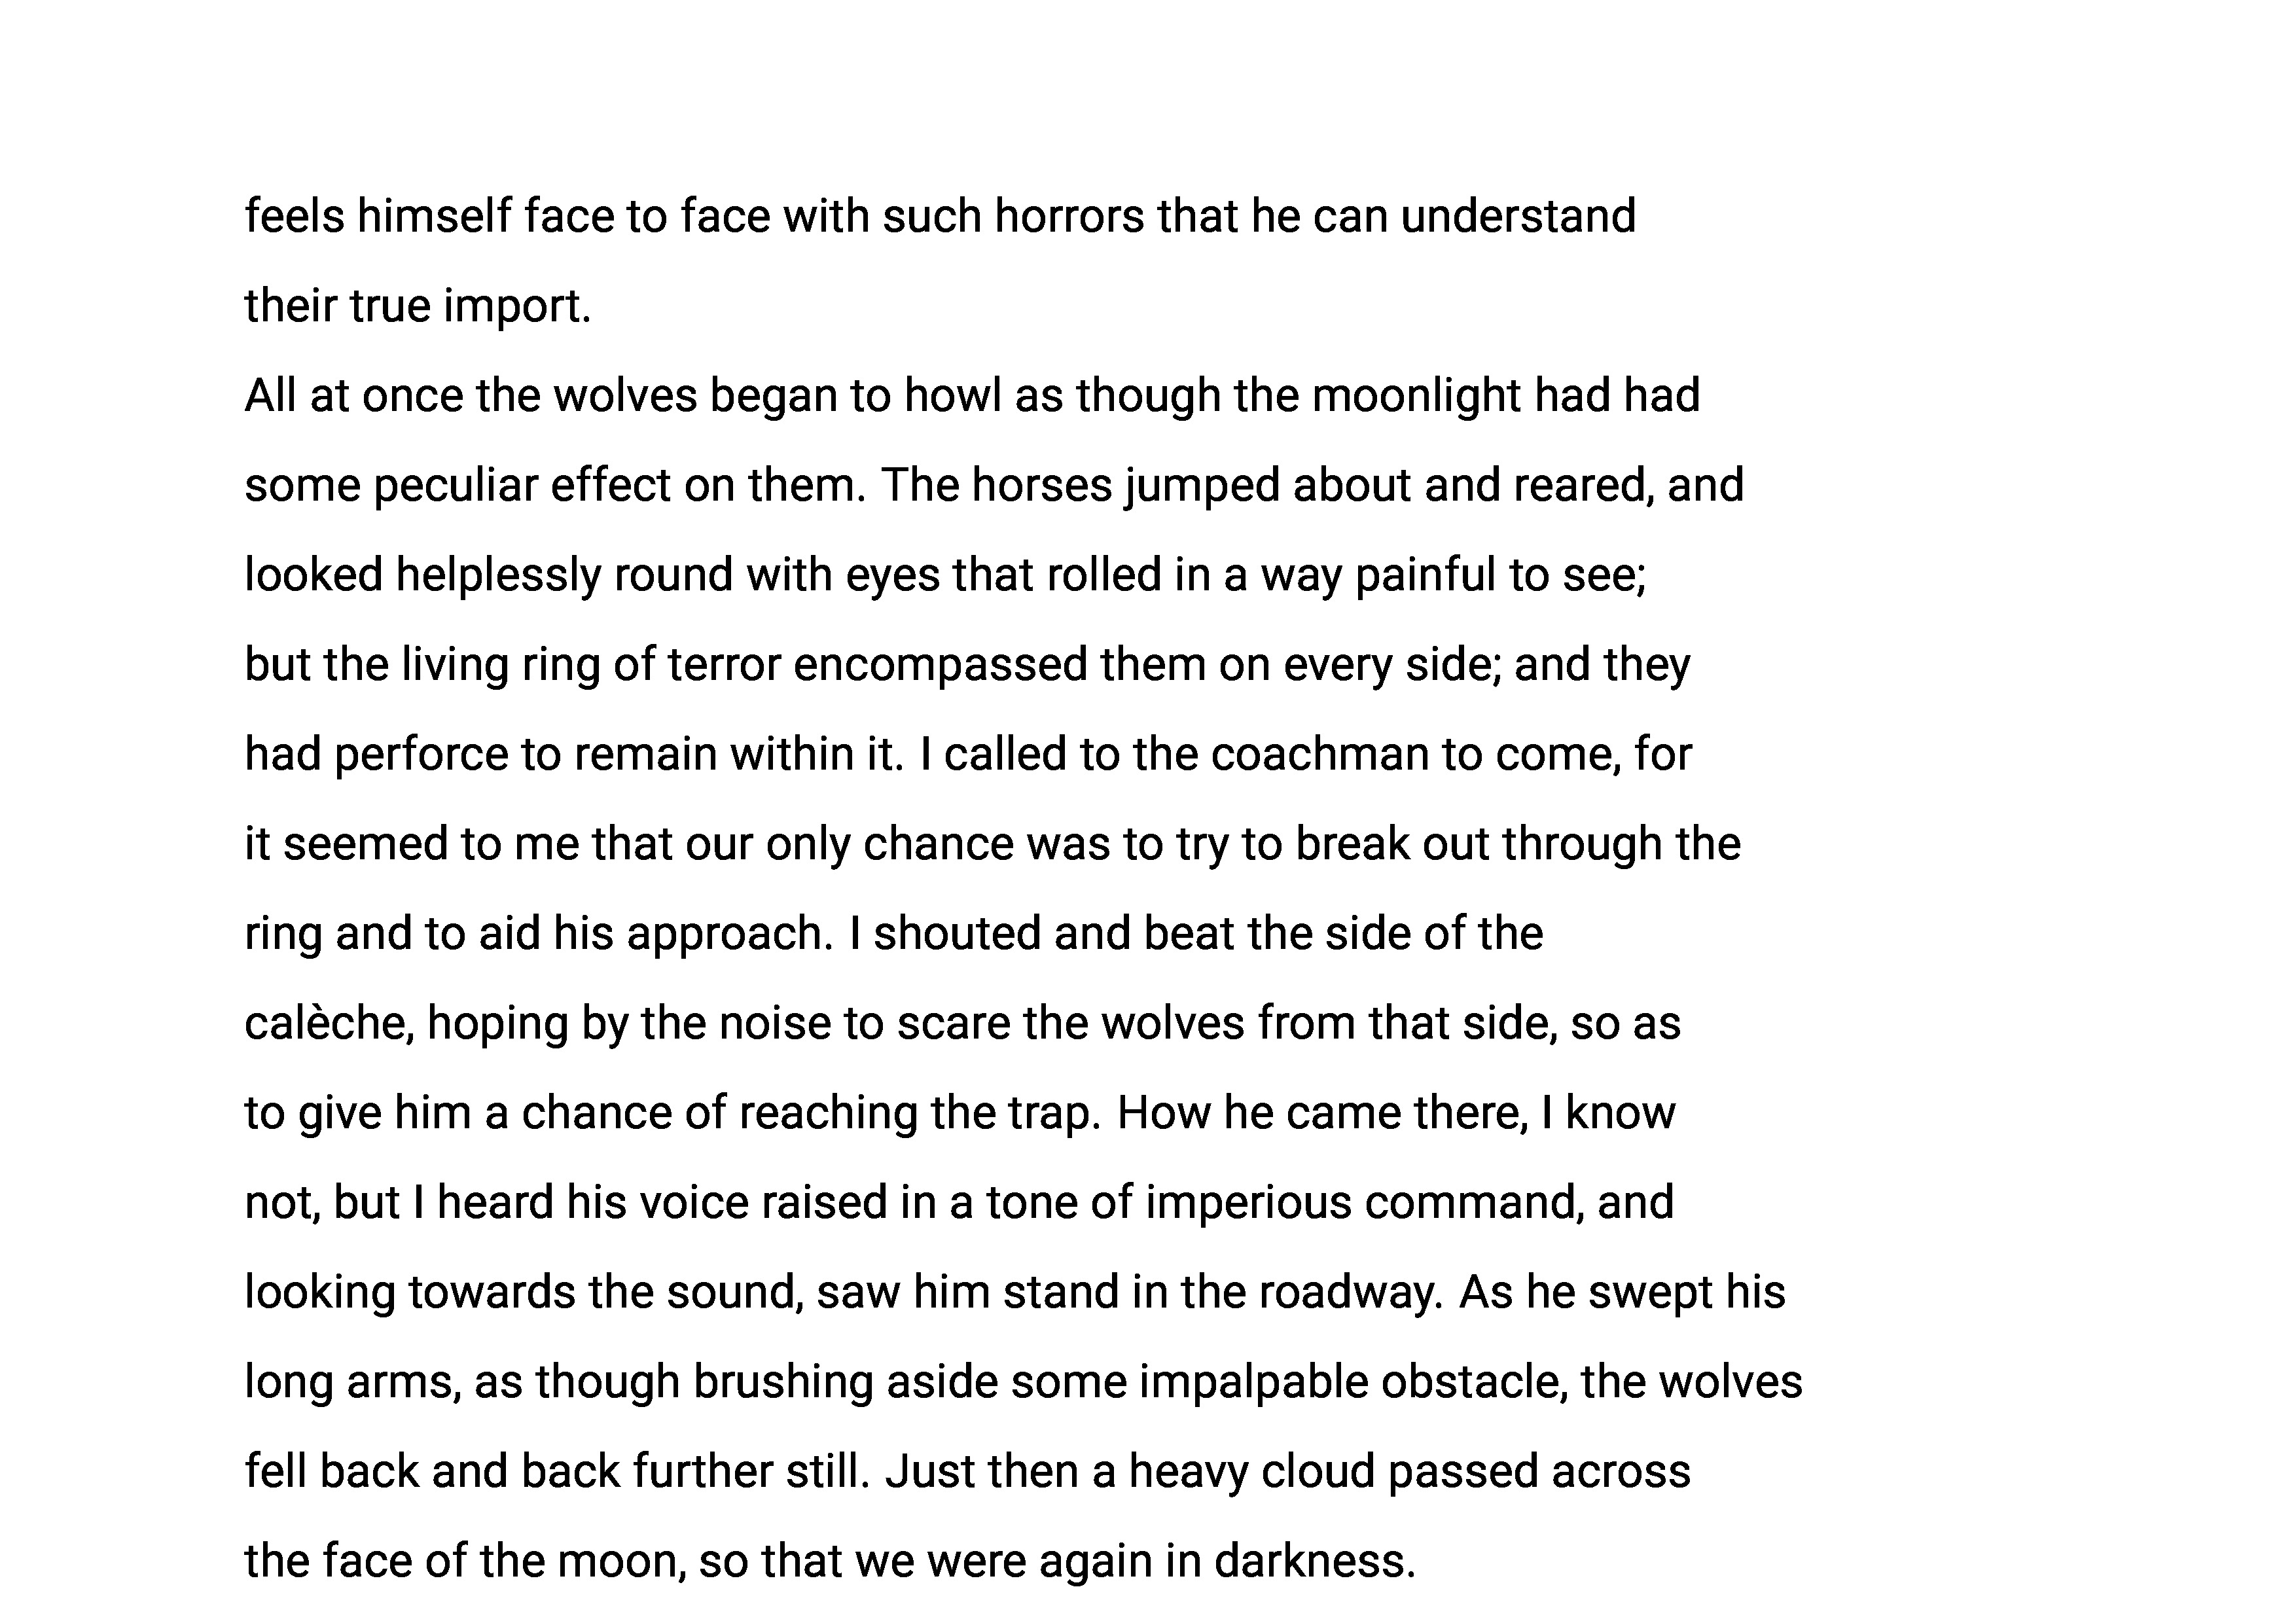 feels himself face to face with such horrors that he can understand
their true import.
All at once the wolves began to howl as though the moonlight had had
some peculiar effect on them. The horses jumped about and reared, and
looked helplessly round with eyes that rolled in a way painful to see;
but the living ring of terror encompassed them on every side; and they
had perforce to remain within it. I called to the coachman to come, for
it seemed to me that our only chance was to try to break out through the
ring and to aid his approach. I shouted and beat the side of the
calèche, hoping by the noise to scare the wolves from that side, so as
to give him a chance of reaching the trap. How he came there, I know
not, but I heard his voice raised in a tone of imperious command, and
looking towards the sound, saw him stand in the roadway. As he swept his
long arms, as though brushing aside some impalpable obstacle, the wolves
fell back and back further still. Just then a heavy cloud passed across
the face of the moon, so that we were again in darkness.